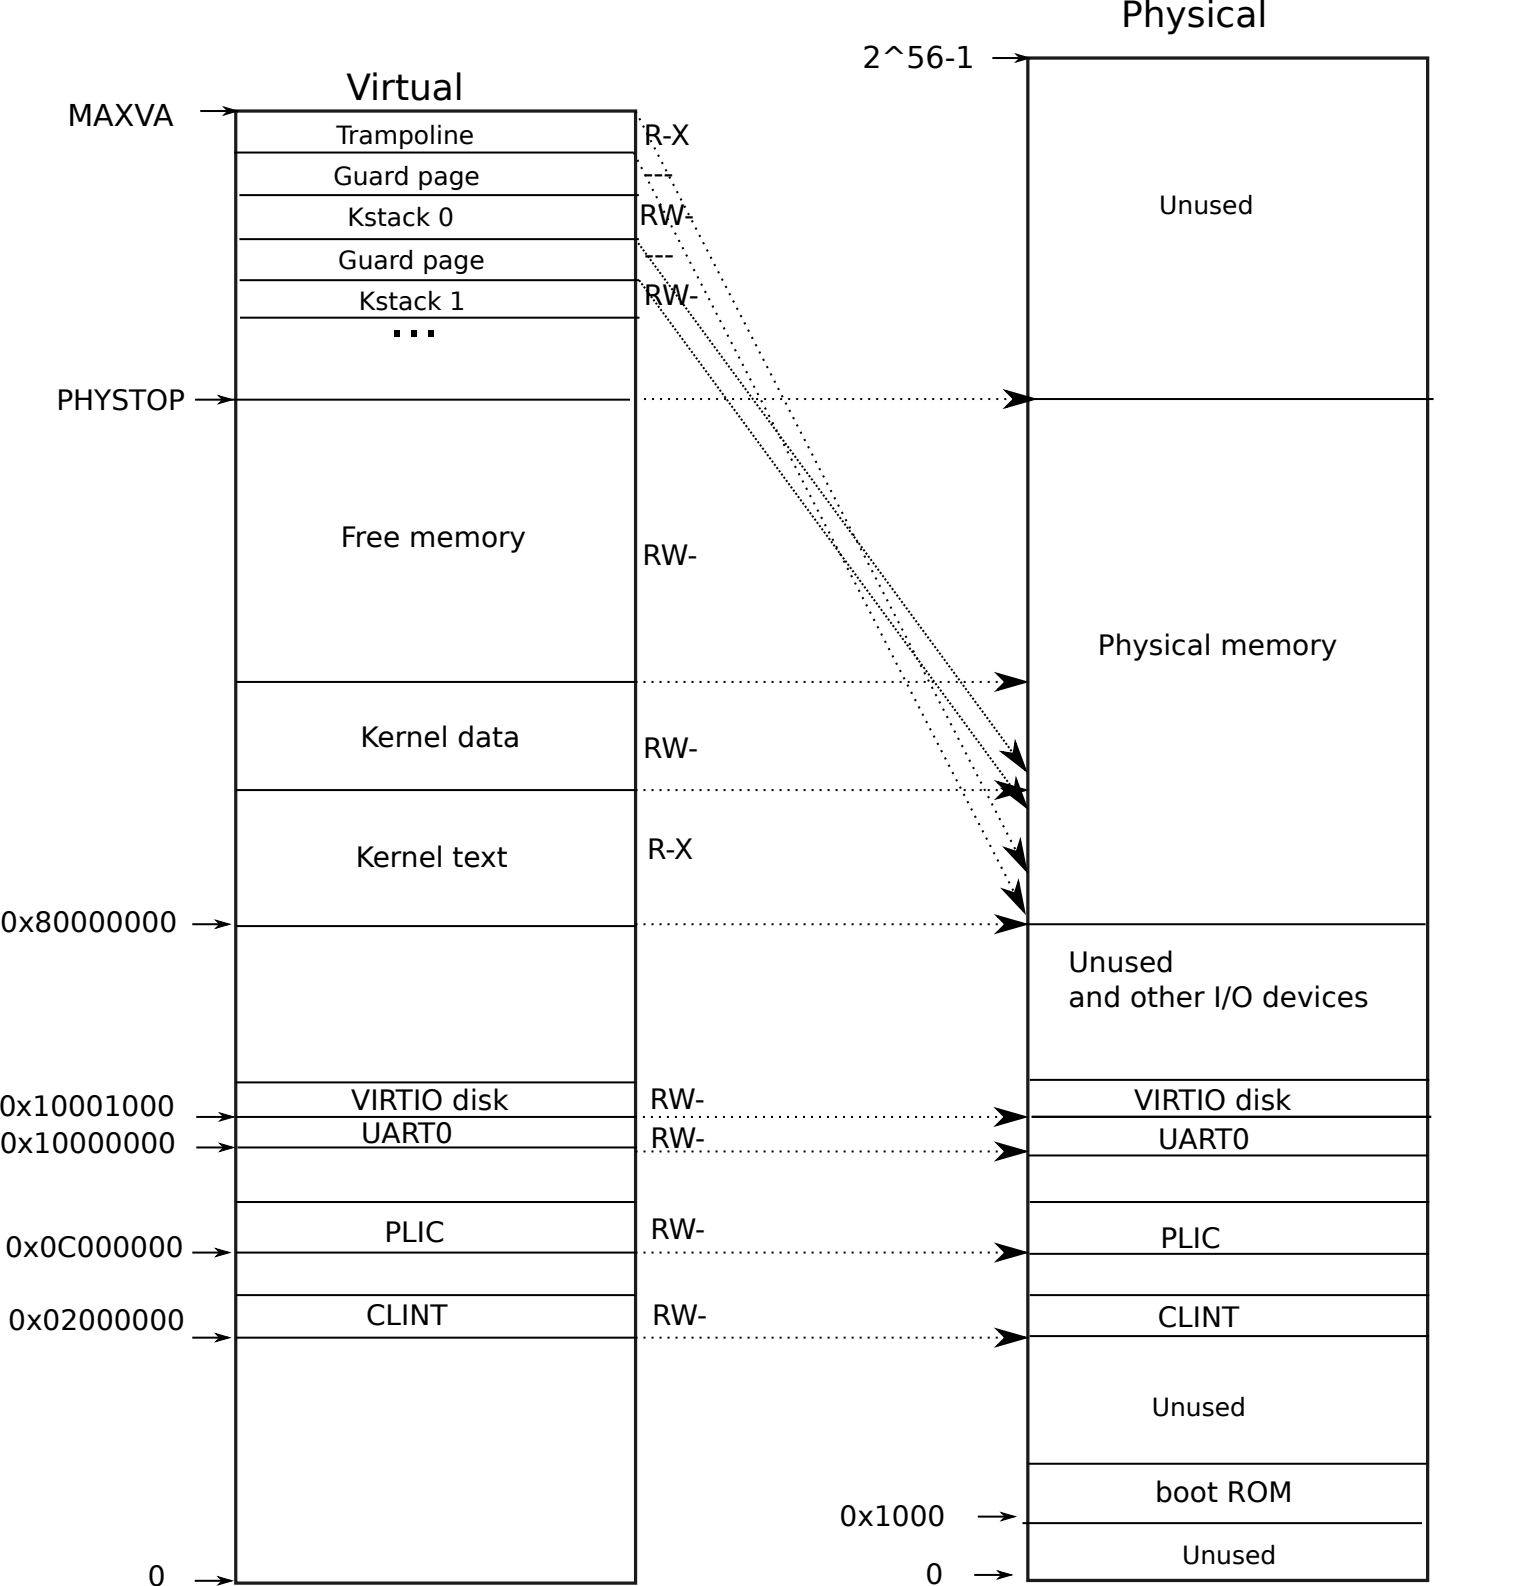 Physical
2^56-1
Virtual
MAXVA
Trampoline
R-X
Guard page
---
Unused
Kstack 0
RW-
Guard page
---
Kstack 1
RW-
...
PHYSTOP
Free memory
RW-
Physical memory
Kernel data
RW-
Kernel text
R-X
0x80000000
Unused
and other I/O devices
0x10001000
VIRTIO disk
RW-
VIRTIO disk
0x10000000
UART0
RW-
UART0
0x0C000000
PLIC
RW-
PLIC
0x02000000
CLINT
RW-
CLINT
Unused
boot ROM
0x1000
Unused
0
0